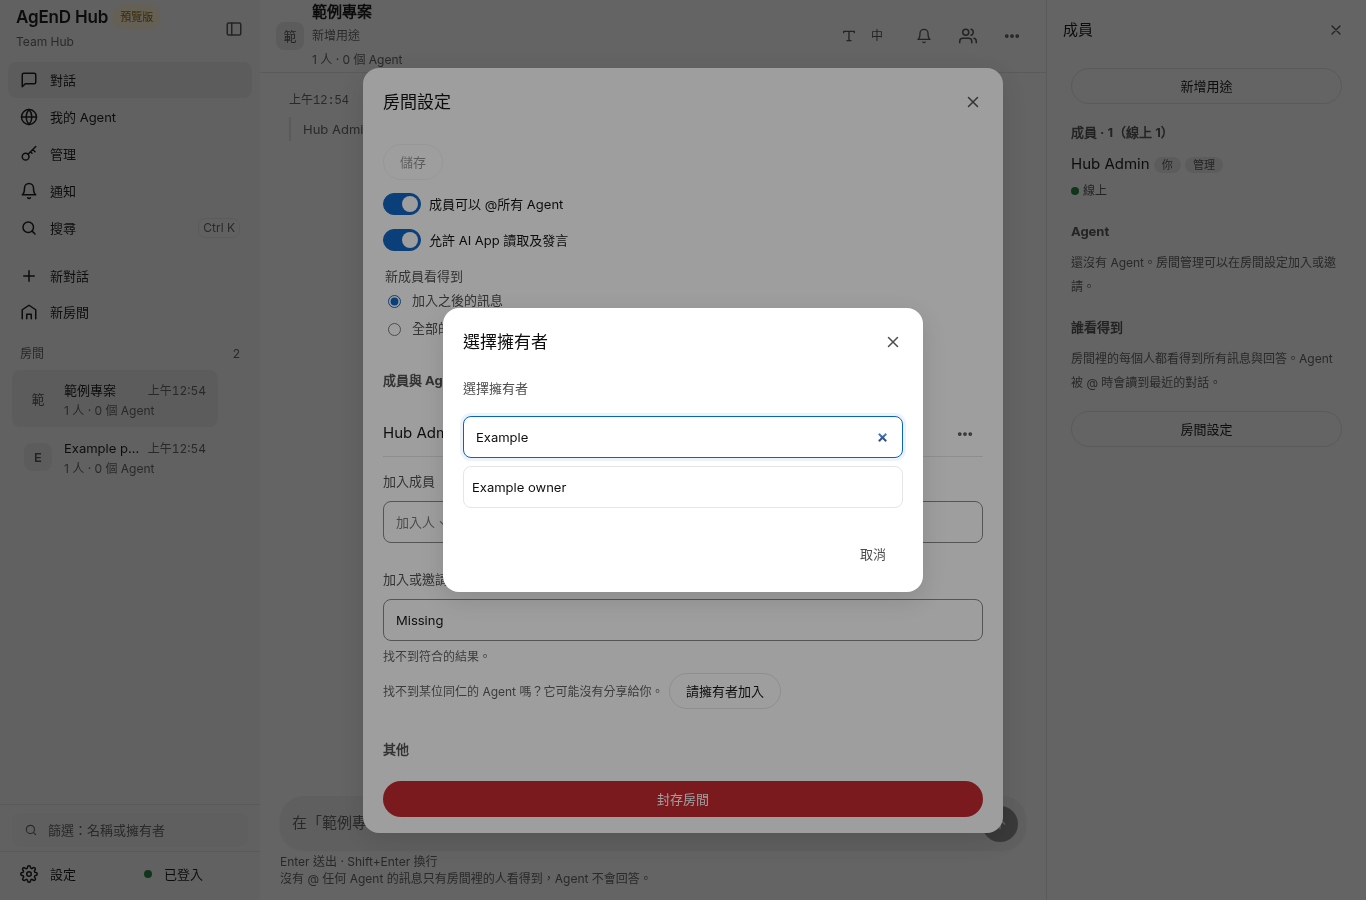 AgEnD Hub 預覽版
Team Hub
對話
我的 Agent
管理
通知
搜尋 Ctrl K
新對話
新房間
房間 2
範 範例專案 上午12:54
1 人 · 0 個 Agent
E Example p... 上午12:54
1 人 · 0 個 Agent
篩選：名稱或擁有者
設定 已登入
範 範例專案
新增用途
1 人 · 0 個 Agent
中
上午12:54
Hub Admi
房間設定
儲存
成員可以 @所有 Agent
允許 AI App 讀取及發言
新成員看得到
加入之後的訊息
全部的
成員與 Ag
Hub Adm
加入成員
加入人、
加入或邀請
Missing
找不到符合的結果。
找不到某位同仁的 Agent 嗎？它可能沒有分享給你。 請擁有者加入
其他
封存房間
選擇擁有者
選擇擁有者
Example
Example owner
取消
在「範例專
Enter 送出 · Shift+Enter 換行
沒有 @ 任何 Agent 的訊息只有房間裡的人看得到，Agent 不會回答。
成員
新增用途
成員 · 1（線上 1）
Hub Admin 你 管理
線上
Agent
還沒有 Agent。房間管理可以在房間設定加入或邀
請。
誰看得到
房間裡的每個人都看得到所有訊息與回答。Agent
被 @ 時會讀到最近的對話。
房間設定